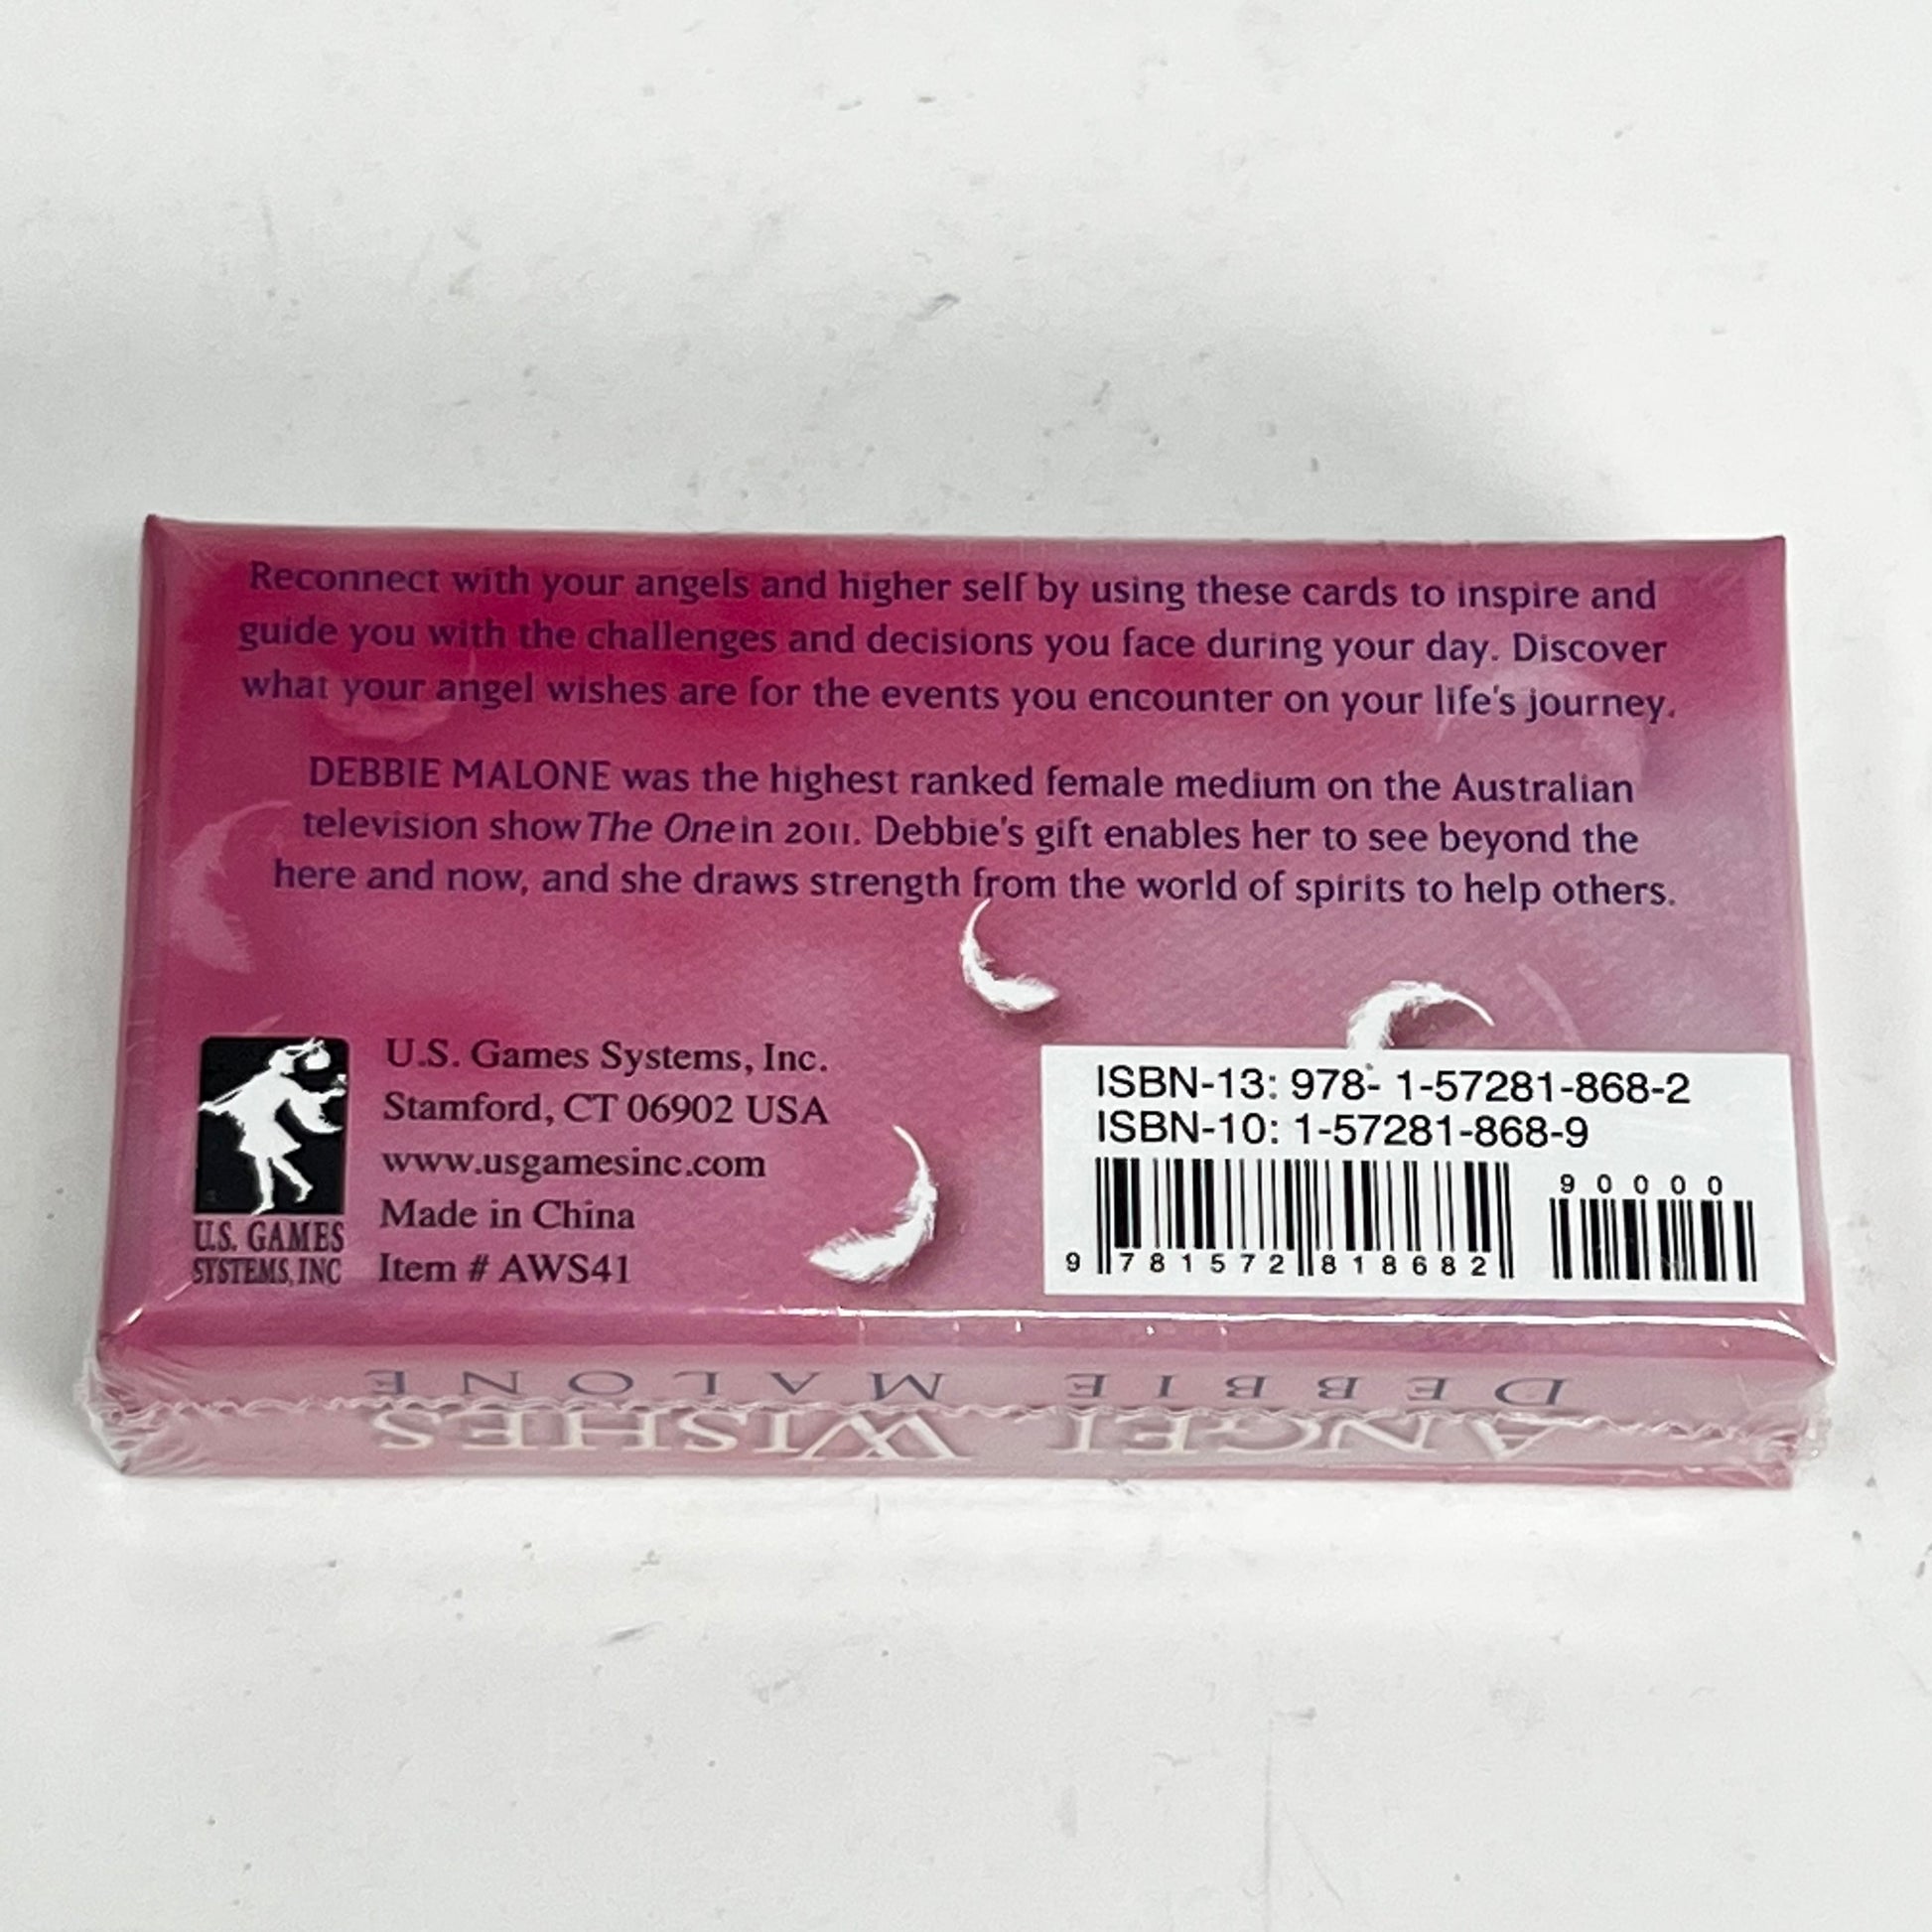 Reconnect with your angels and higher self by using these cards to inspire and
guide you with the challenges and decisions you face during your day. Discover
what your angel wishes are for the events you encounter on your life's journey.
DEBBIE MALONE was the highest ranked female medium on the Australian
television show The One in 2011. Debbie's gift enables her to see beyond the
here and now, and she draws strength from the world of spirits to help others.
U.S. Games Systems, Inc.
Stamford, CT 06902 USA
www.usgamesinc.com
Made in China
Item # AWS41
U.S. GAMES
SYSTEMS, INC
ISBN-13: 978- 1-57281-868-2
ISBN-10: 1-57281-868-9
90000
9 781572 818682
ANGEL WISHES
DEBBIE MALONE